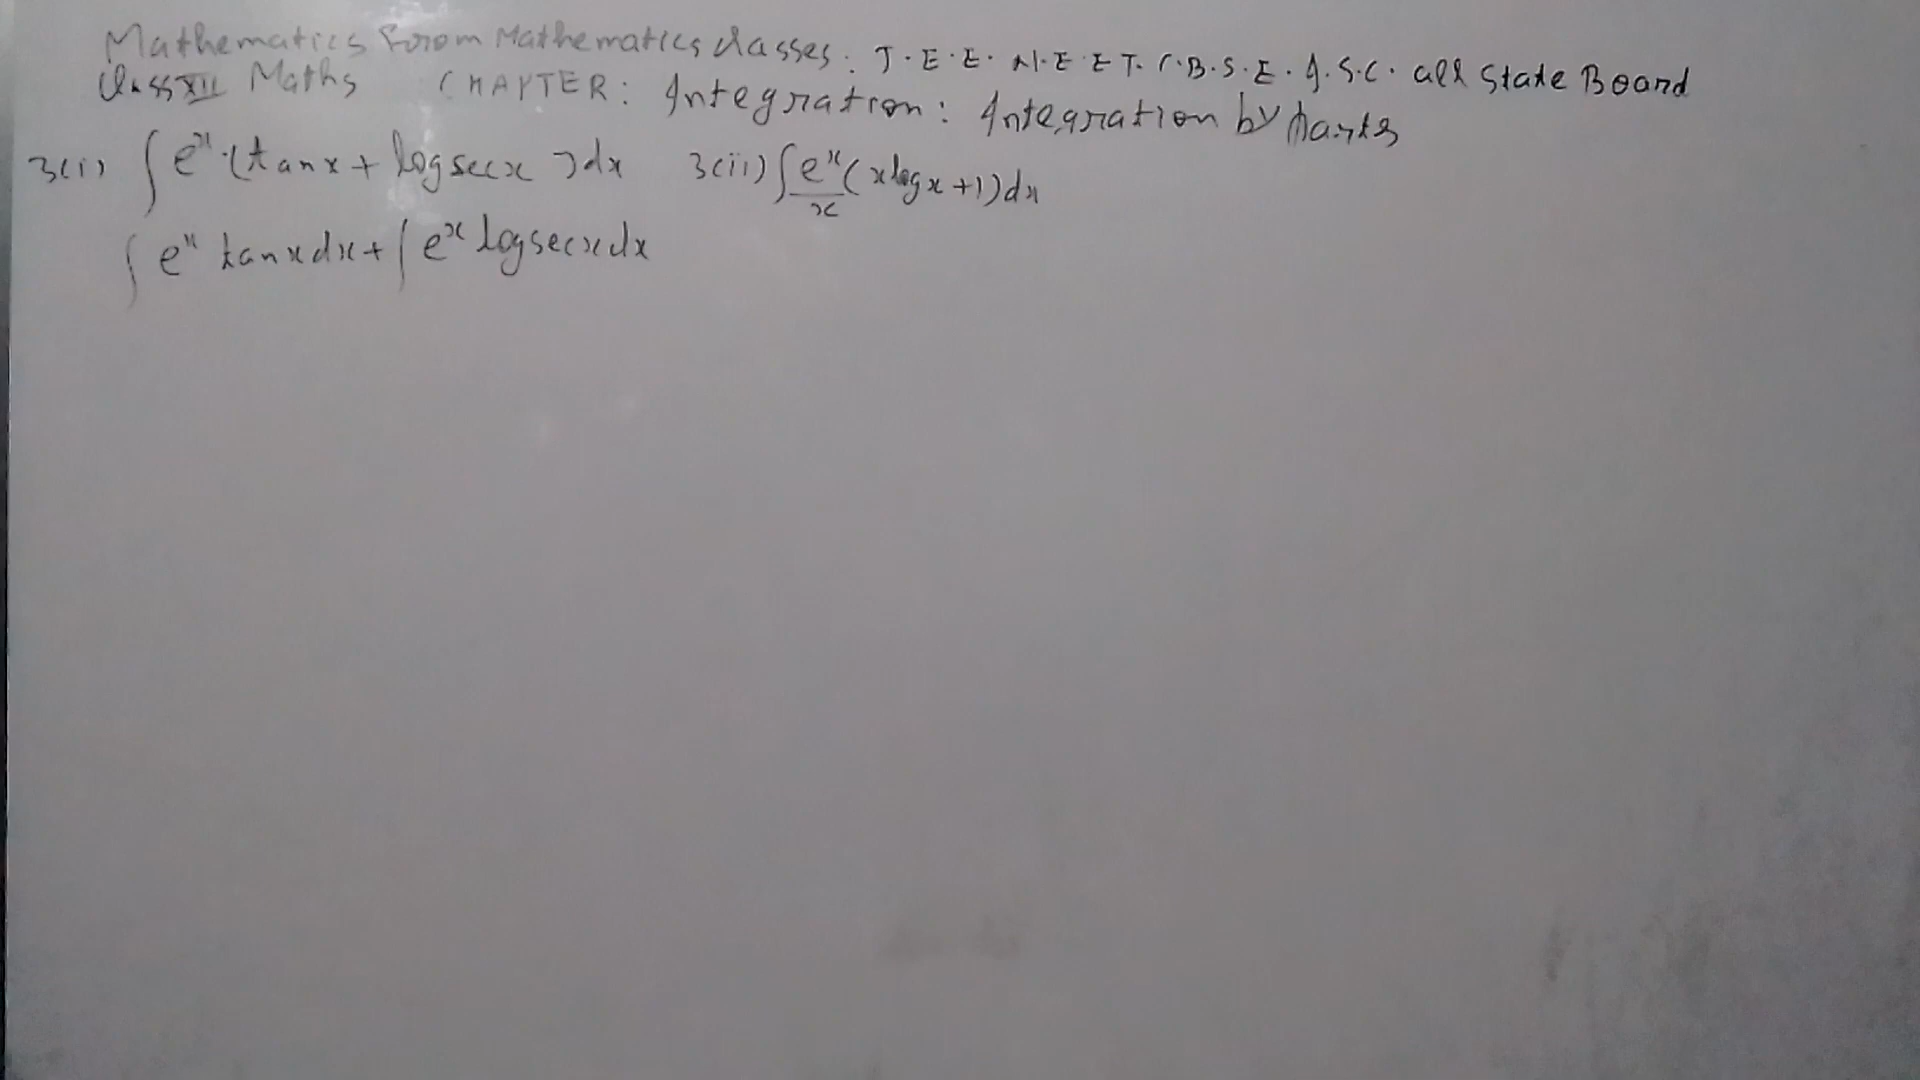 Mathematics From Mathematics classes: J.E.E. N.E.E.T. C.B.S.E. I.S.C. all State Board
Class XII Maths CHAPTER: Integration: Integration by parts
3(i) ∫ e^x (tan x + log sec x) dx 3(ii) ∫ e^x/x (x log x + 1) dx
∫ e^x tan x dx + ∫ e^x log sec x dx